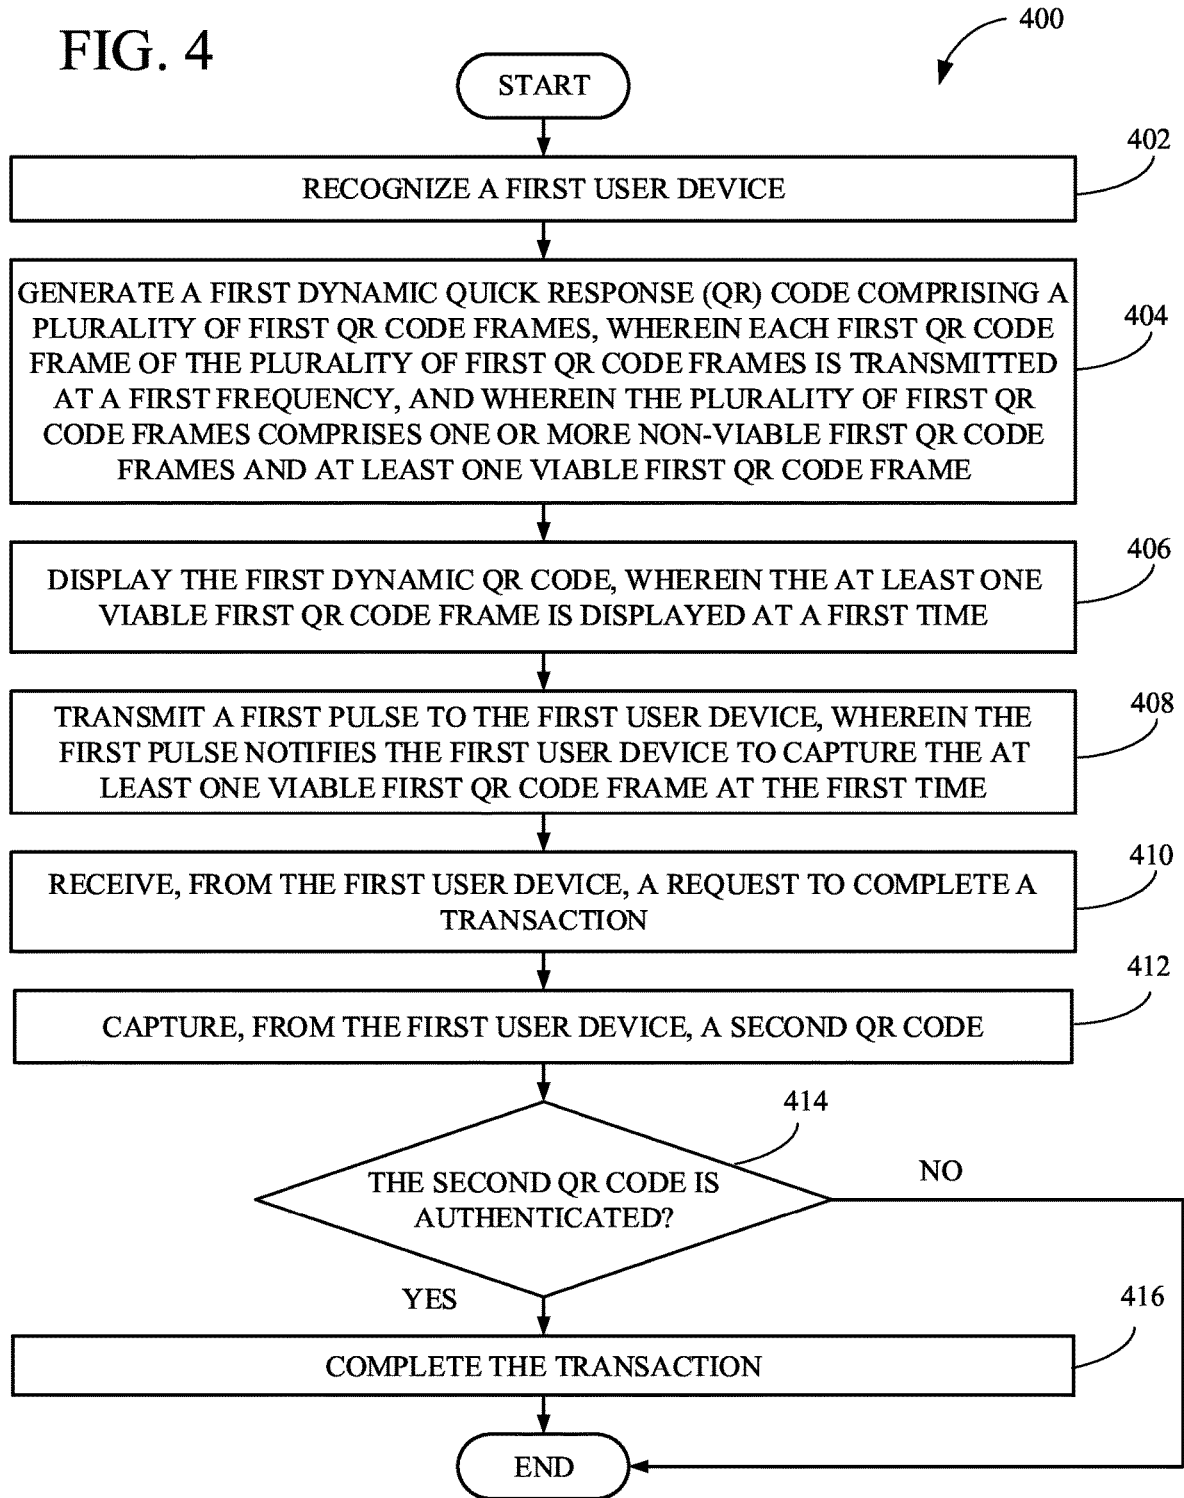 FIG. 4
400
START
402
RECOGNIZE A FIRST USER DEVICE
GENERATE A FIRST DYNAMIC QUICK RESPONSE (QR) CODE COMPRISING A
PLURALITY OF FIRST QR CODE FRAMES, WHEREIN EACH FIRST QR CODE
FRAME OF THE PLURALITY OF FIRST QR CODE FRAMES IS TRANSMITTED
AT A FIRST FREQUENCY, AND WHEREIN THE PLURALITY OF FIRST QR
CODE FRAMES COMPRISES ONE OR MORE NON-VIABLE FIRST QR CODE
FRAMES AND AT LEAST ONE VIABLE FIRST QR CODE FRAME
404
406
DISPLAY THE FIRST DYNAMIC QR CODE, WHEREIN THE AT LEAST ONE
VIABLE FIRST QR CODE FRAME IS DISPLAYED AT A FIRST TIME
408
TRANSMIT A FIRST PULSE TO THE FIRST USER DEVICE, WHEREIN THE
FIRST PULSE NOTIFIES THE FIRST USER DEVICE TO CAPTURE THE AT
LEAST ONE VIABLE FIRST QR CODE FRAME AT THE FIRST TIME
410
RECEIVE, FROM THE FIRST USER DEVICE, A REQUEST TO COMPLETE A
TRANSACTION
412
CAPTURE, FROM THE FIRST USER DEVICE, A SECOND QR CODE
414
THE SECOND QR CODE IS
AUTHENTICATED?
NO
YES
416
COMPLETE THE TRANSACTION
END